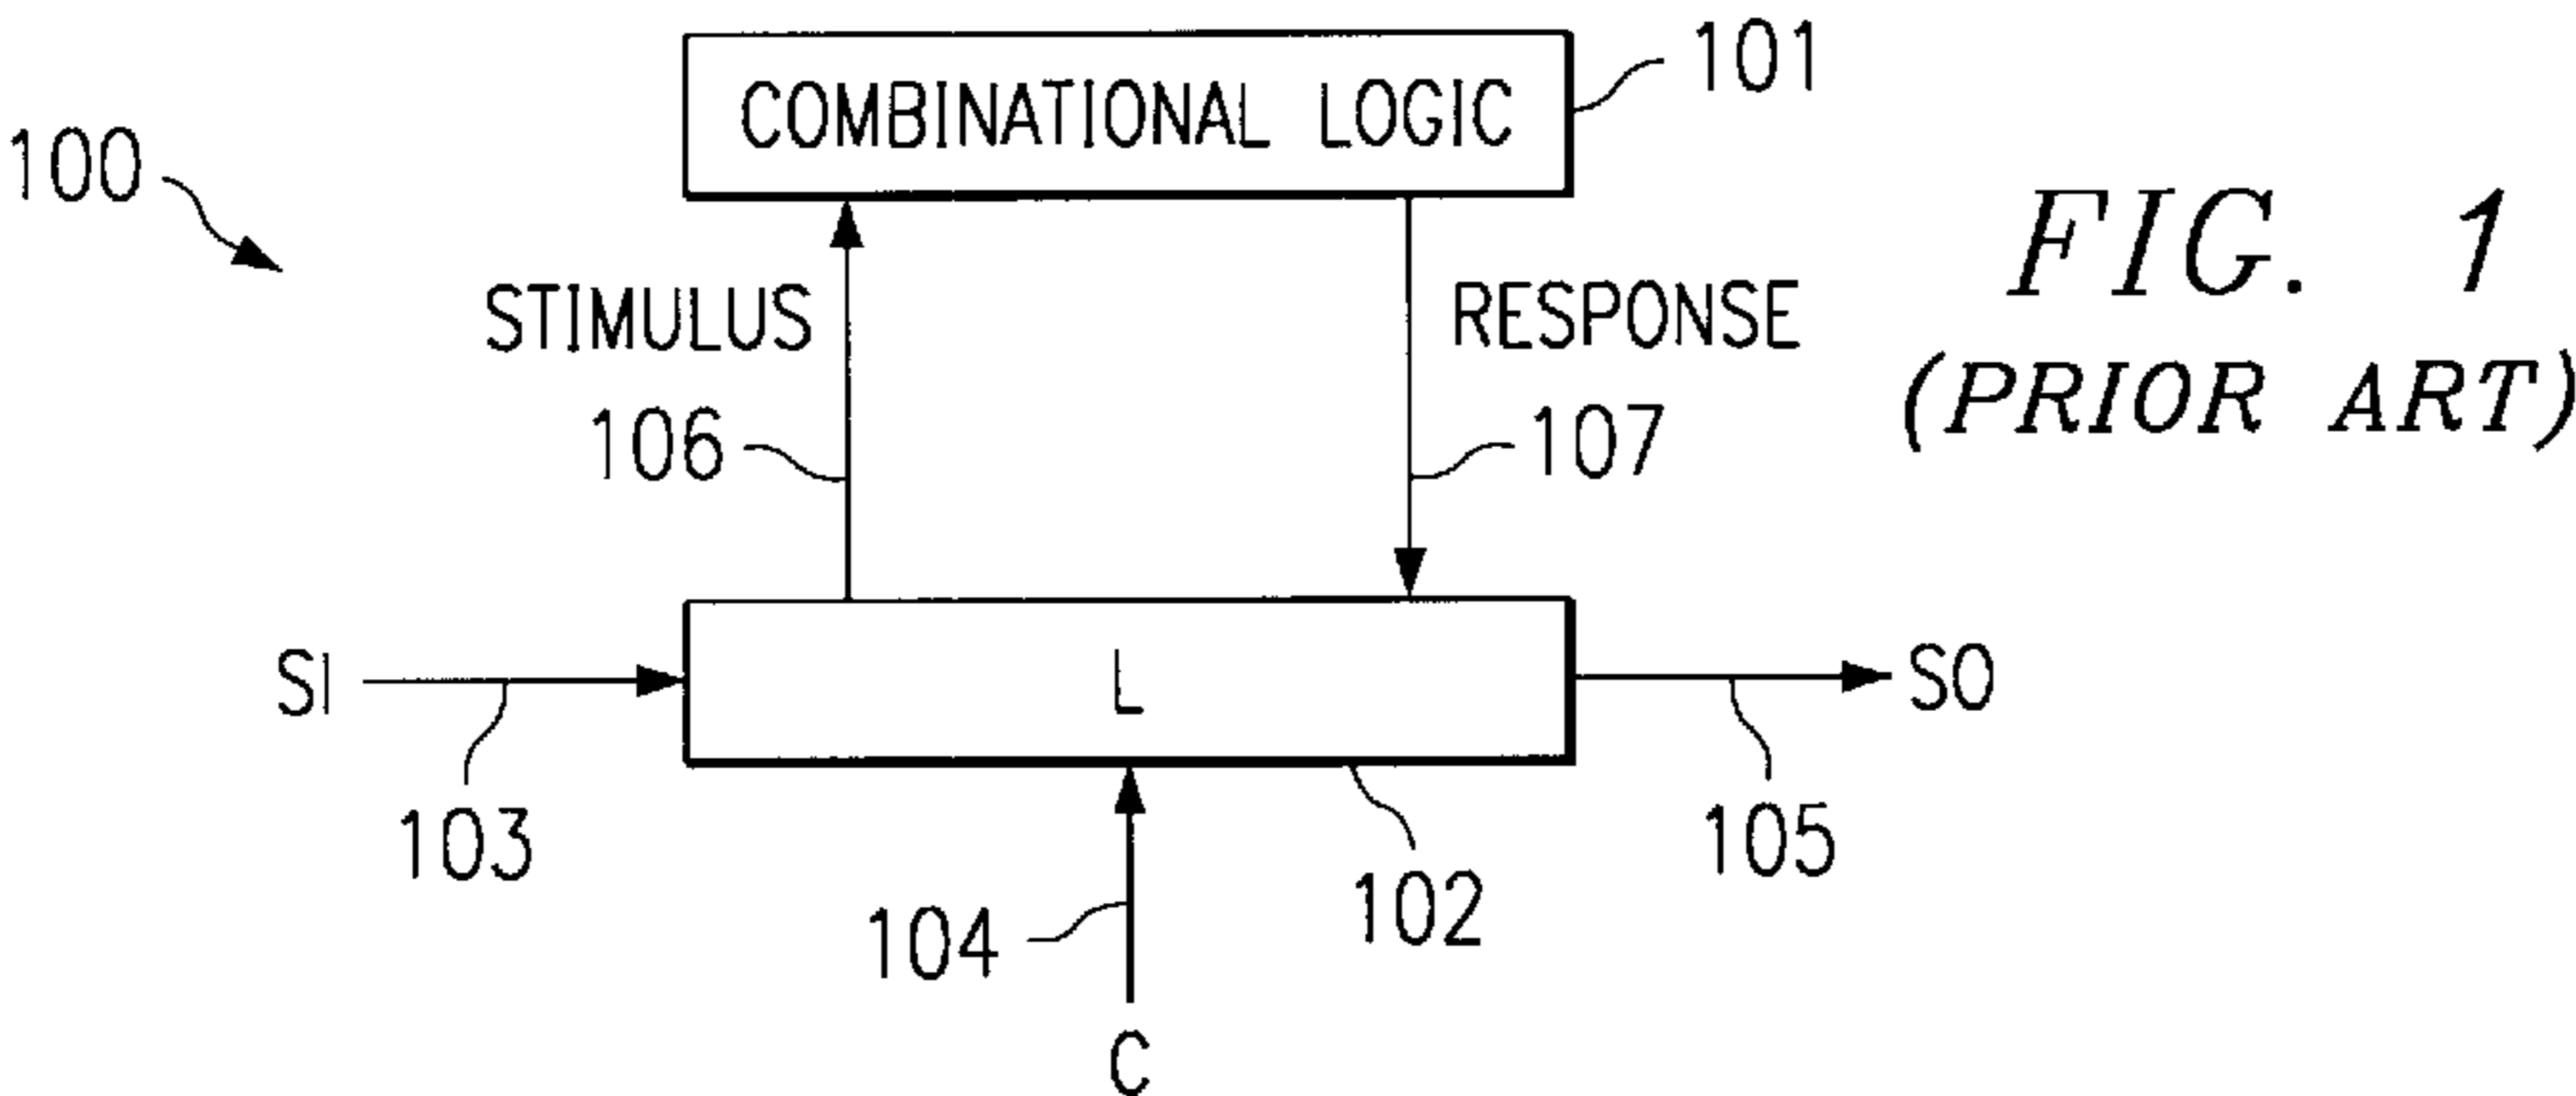 101
COMBINATIONAL LOGIC
100
FIG. 1
STIMULUS
RESPONSE
(PRIOR ART)
106
107
SI
L
SO
103
105
102
104
C